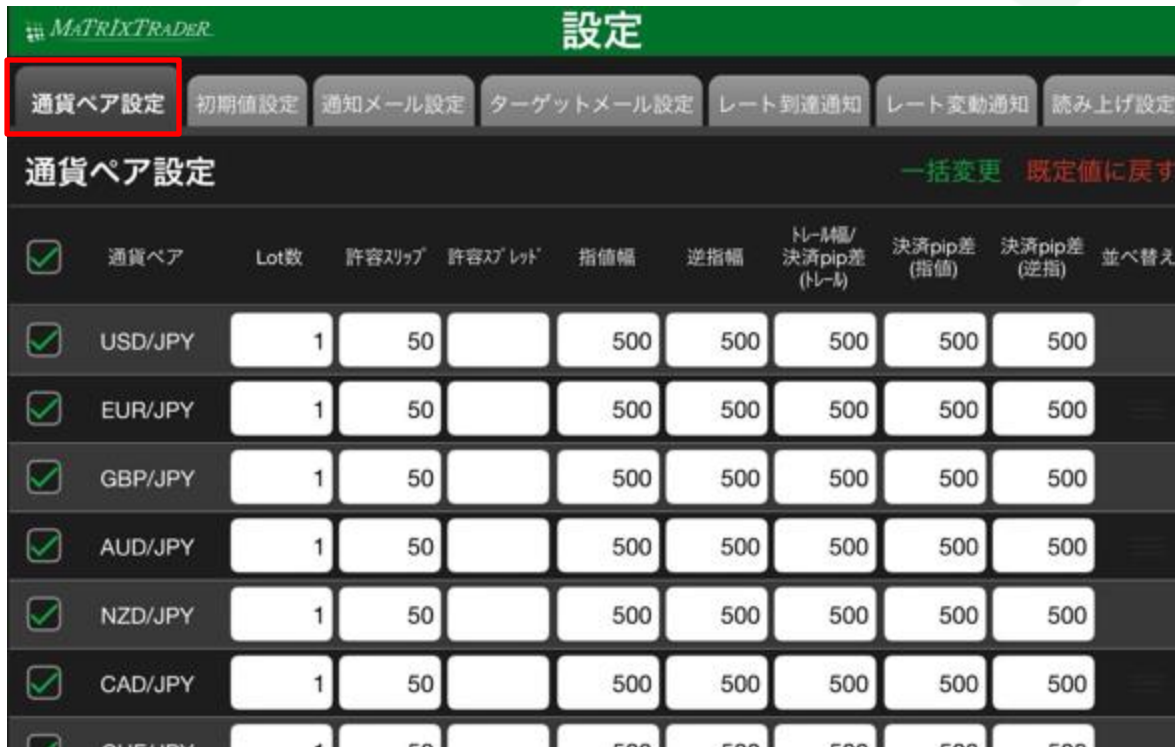 MATRIXTRADER
設定
通貨ペア設定 初期値設定 通知メール設定 ターゲットメール設定 レート到達通知 レート変動通知 読み上げ設定
通貨ペア設定 一括変更 既定値に戻す
通貨ペア Lot数 許容ｽﾘｯﾌﾟ 許容ｽﾌﾟﾚｯﾄﾞ 指値幅 逆指幅 ﾄﾚｰﾙ幅/決済pip差(ﾄﾚｰﾙ) 決済pip差(指値) 決済pip差(逆指) 並べ替え
USD/JPY 1 50 500 500 500 500 500
EUR/JPY 1 50 500 500 500 500 500
GBP/JPY 1 50 500 500 500 500 500
AUD/JPY 1 50 500 500 500 500 500
NZD/JPY 1 50 500 500 500 500 500
CAD/JPY 1 50 500 500 500 500 500